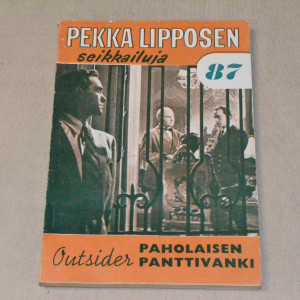 PEKKA LIPPOSEN
seikkailuja
87
Outsider
PAHOLAISEN
PANTTIVANKI